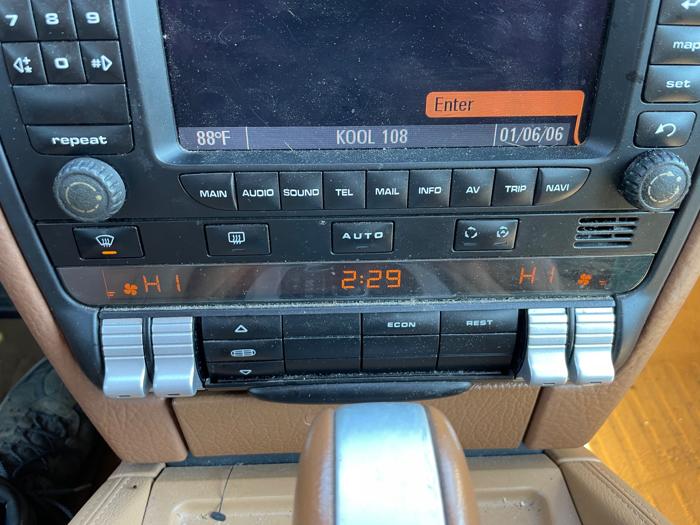 7 8 9
0 #
repeat
map
set
Enter
88°F KOOL 108 01/06/06
MAIN AUDIO SOUND TEL MAIL INFO AV TRIP NAVI
AUTO
HI 2:29 HI
ECON REST